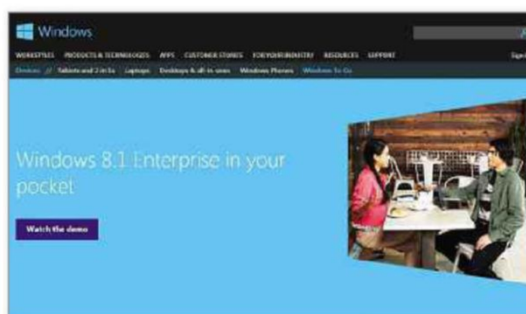 Windows
WORKSTYLES PRODUCTS & TECHNOLOGIES APPS CUSTOMER STORIES FOR YOUR INDUSTRY RESOURCES SUPPORT
Devices // Tablets and 2 in 1s Laptops Desktops & all-in-ones Windows Phones Windows To Go
Windows 8.1 Enterprise in your
pocket
Watch the demo